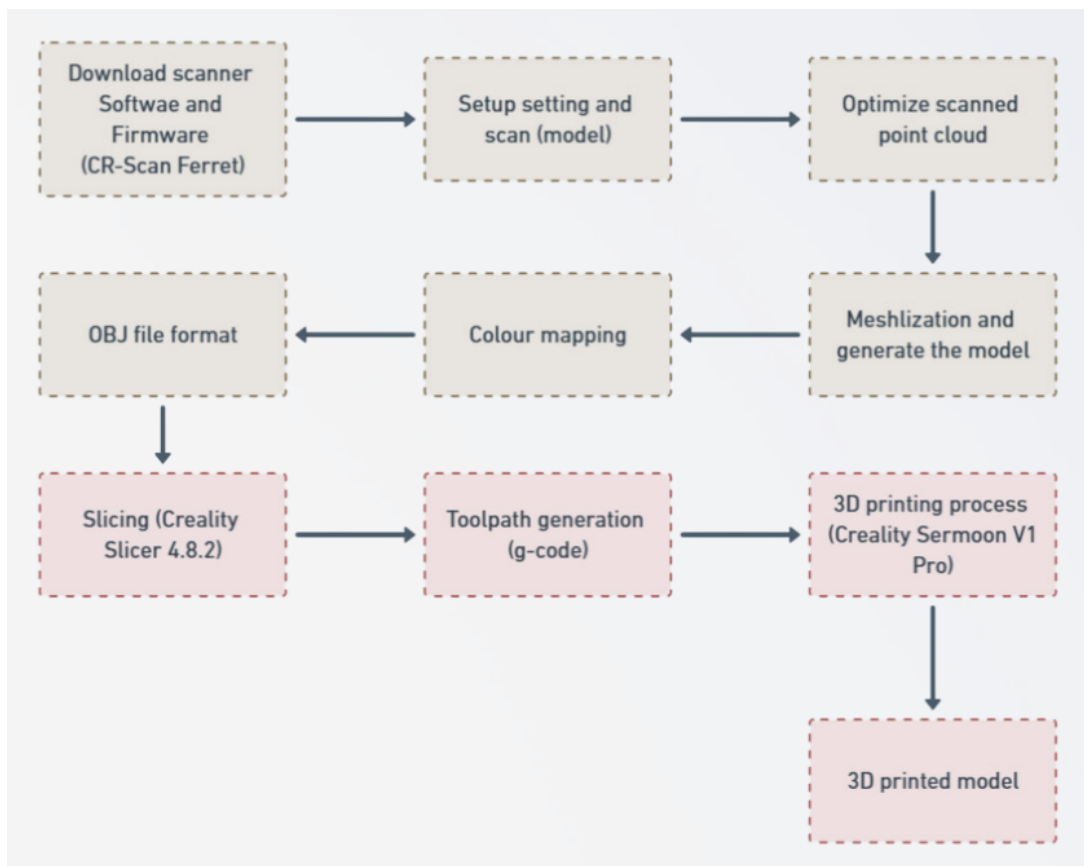 Download scanner
Softwae and
Firmware
(CR-Scan Ferret)
Setup setting and
scan (model)
Optimize scanned
point cloud
Meshlization and
generate the model
Colour mapping
OBJ file format
Slicing (Creality
Slicer 4.8.2)
Toolpath generation
(g-code)
3D printing process
(Creality Sermoon V1
Pro)
3D printed model